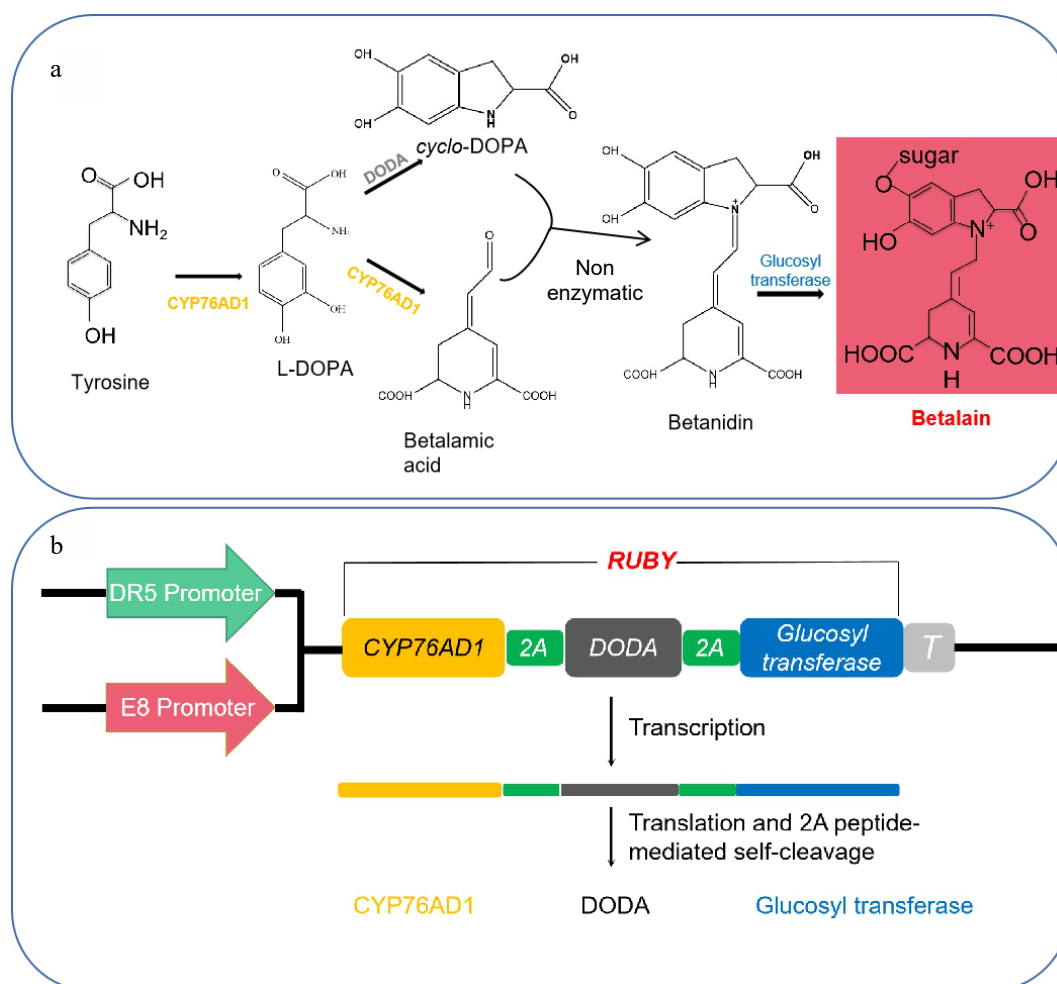 a
O
OH
NH2
OH
Tyrosine
CYP76AD1
O
OH
NH2
OH
OH
L-DOPA
DODA
CYP76AD1
OH
OH
N
H
OH
O
cyclo-DOPA
O
COOH
N
H
COOH
Betalamic
acid
Non
enzymatic
OH
OH
N
+
OH
O
COOH
N
H
COOH
Betanidin
Glucosyl
transferase
sugar
O
HO
N
+
OH
O
HOOC
N
H
COOH
Betalain
b
RUBY
DR5 Promoter
E8 Promoter
CYP76AD1
2A
DODA
2A
Glucosyl
transferase
T
Transcription
Translation and 2A peptide-
mediated self-cleavage
CYP76AD1
DODA
Glucosyl transferase